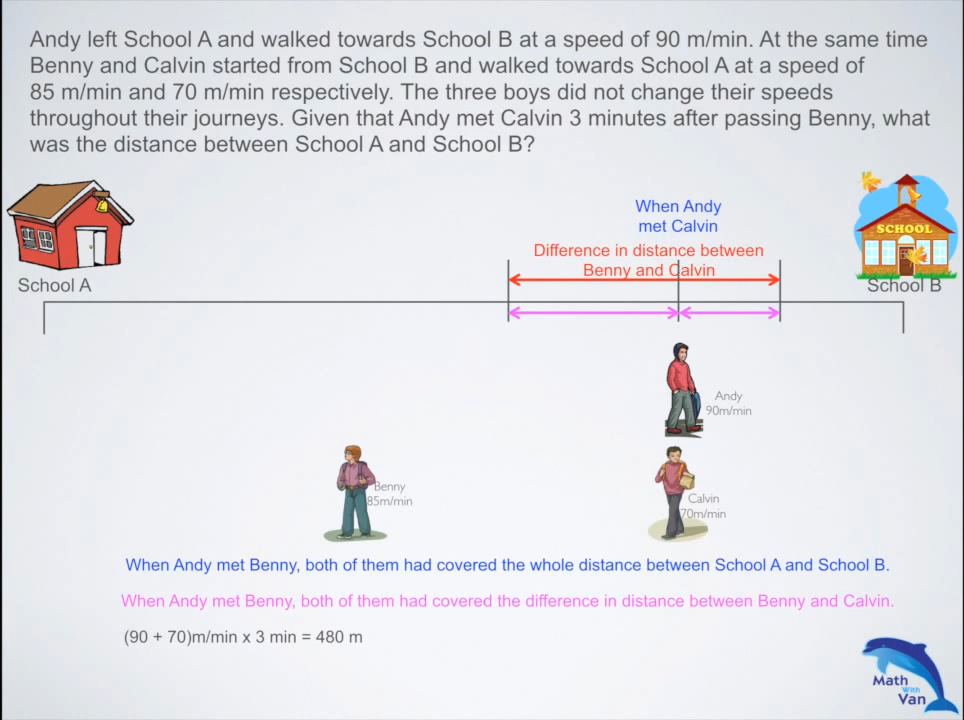 Andy left School A and walked towards School B at a speed of 90 m/min. At the same time
Benny and Calvin started from School B and walked towards School A at a speed of
85 m/min and 70 m/min respectively. The three boys did not change their speeds
throughout their journeys. Given that Andy met Calvin 3 minutes after passing Benny, what
was the distance between School A and School B?
When Andy
met Calvin
Difference in distance between
Benny and Calvin
SCHOOL
School A
School B
Andy
90m/min
Benny
85m/min
Calvin
70m/min
When Andy met Benny, both of them had covered the whole distance between School A and School B.
When Andy met Benny, both of them had covered the difference in distance between Benny and Calvin.
(90 + 70)m/min x 3 min = 480 m
Math
With
Van